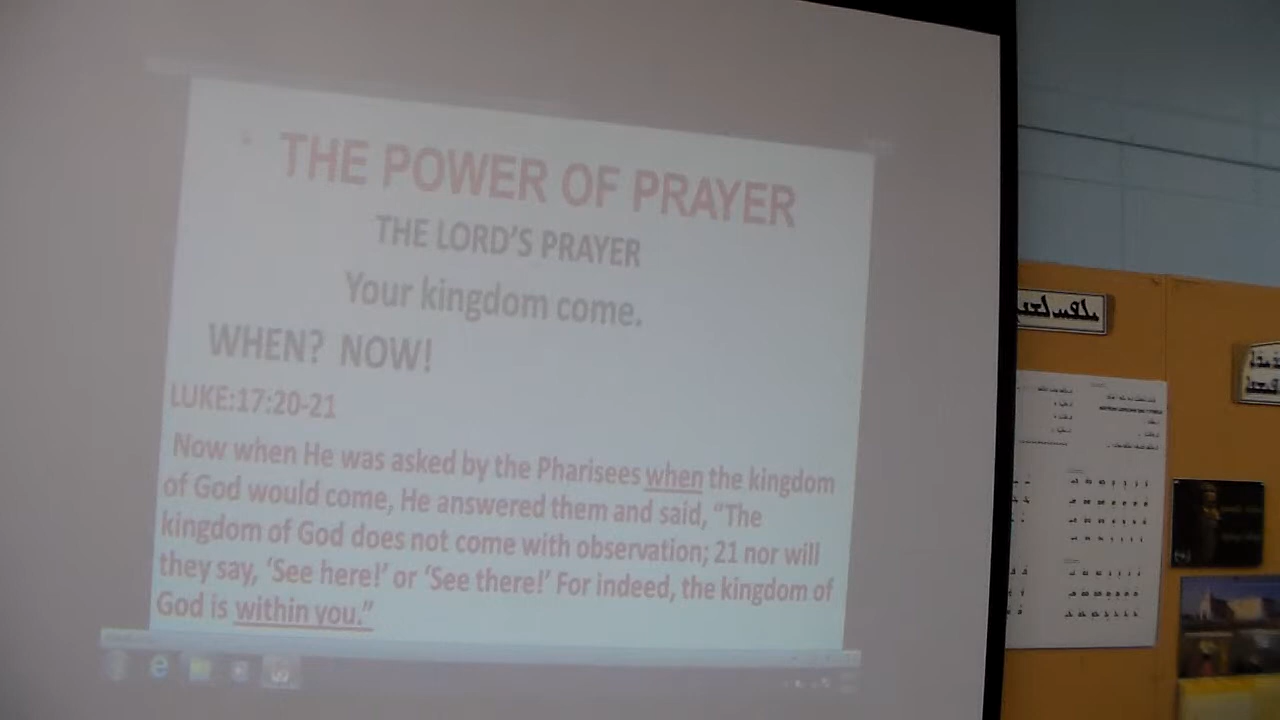 THE POWER OF PRAYER
THE LORD'S PRAYER
Your kingdom come.
WHEN? NOW!
LUKE:17:20-21
Now when He was asked by the Pharisees when the kingdom
of God would come, He answered them and said, “The
kingdom of God does not come with observation; 21 nor will
they say, ‘See here!’ or ‘See there!’ For indeed, the kingdom of
God is within you.”